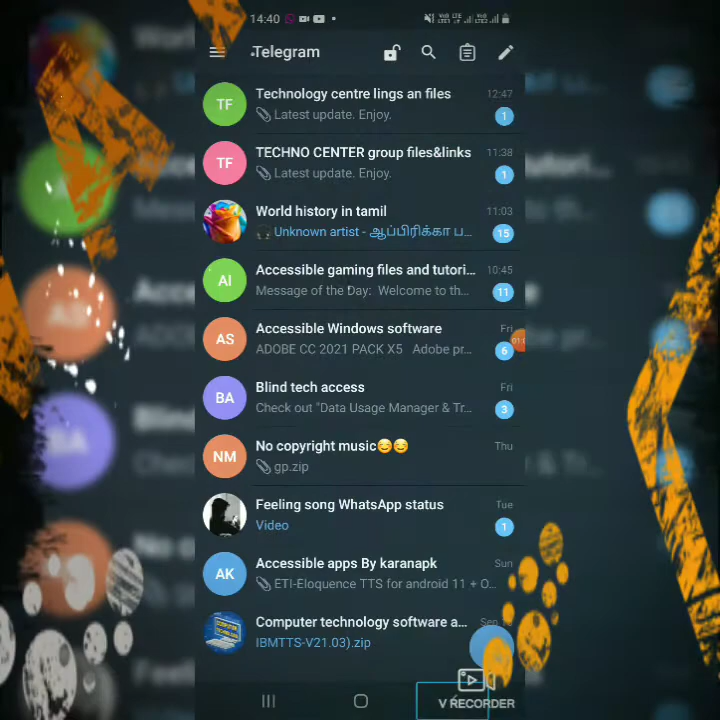 14:40
Telegram
TF
Technology centre lings an files
12:47
Latest update. Enjoy.
1
TF
TECHNO CENTER group files&links
11:38
Latest update. Enjoy.
1
World history in tamil
11:03
Unknown artist - ஆப்பிரிக்கா ப...
15
AI
Accessible gaming files and tutori...
10:45
Message of the Day: Welcome to th...
11
AS
Accessible Windows software
Fri
ADOBE CC 2021 PACK X5 Adobe pr...
6
BA
Blind tech access
Fri
Check out "Data Usage Manager & Tr...
3
NM
No copyright music😊😊
Thu
gp.zip
Feeling song WhatsApp status
Tue
Video
1
AK
Accessible apps By karanapk
Sun
ETI-Eloquence TTS for android 11 + O...
Computer technology software a...
Sep
IBMTTS-V21.03).zip
V RECORDER